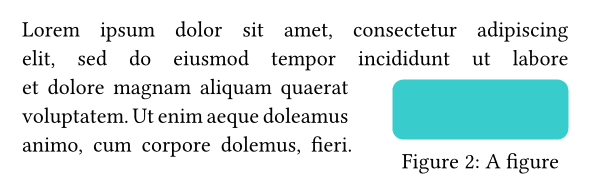 Lorem ipsum dolor sit amet, consectetur adipiscing
elit, sed do eiusmod tempor incididunt ut labore
et dolore magnam aliquam quaerat
voluptatem. Ut enim aeque doleamus
animo, cum corpore dolemus, fieri.
Figure 2: A figure